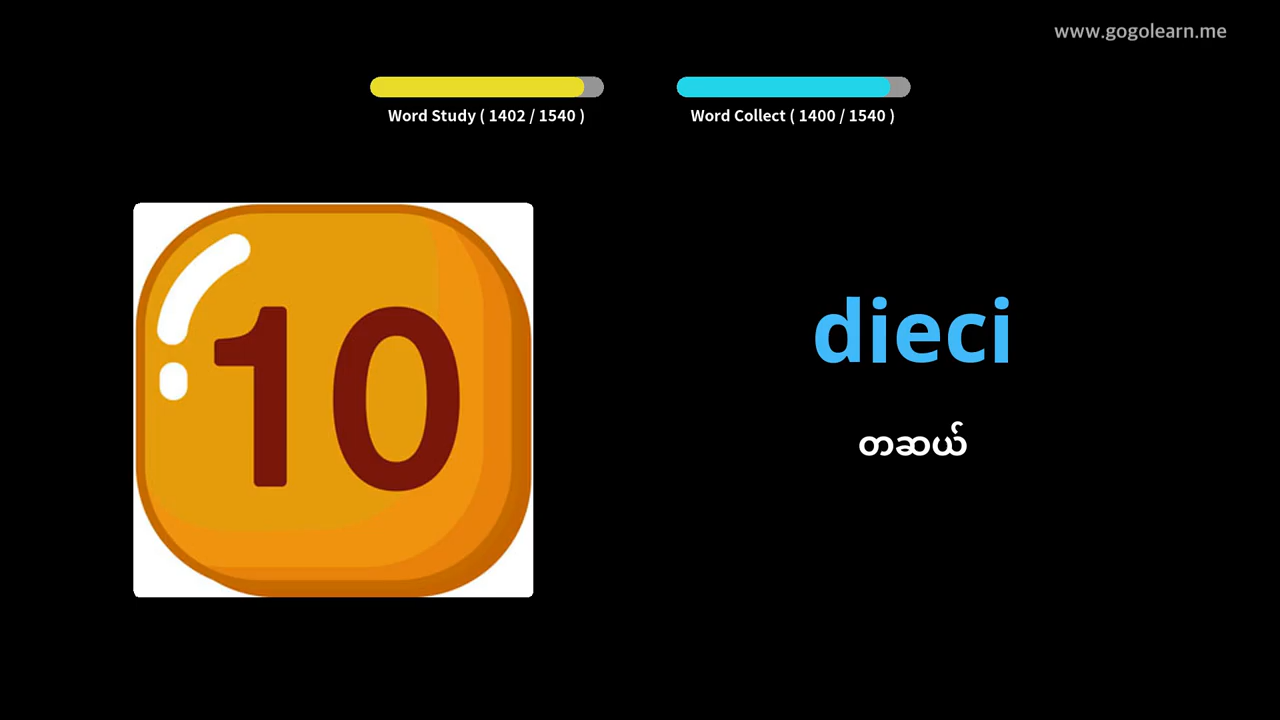 www.gogolearn.me
Word Study ( 1402 / 1540 )
Word Collect ( 1400 / 1540 )
10
dieci
တဆယ်